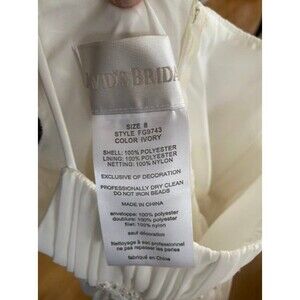 VID'S BRIDA
SIZE 8
STYLE FG9743
COLOR IVORY
SHELL: 100% POLYESTER
LINING: 100% POLYESTER
NETTING: 100% NYLON
EXCLUSIVE OF DECORATION
PROFESSIONALLY DRY CLEAN
DO NOT IRON BEADS
MADE IN CHINA
enveloppe: 100% polyester
doublure: 100% polyester
filet: 100% nylon
sauf décoration
Nettoyage à sec professionnel
ne pas repasser les perles
fabriqué en Chine